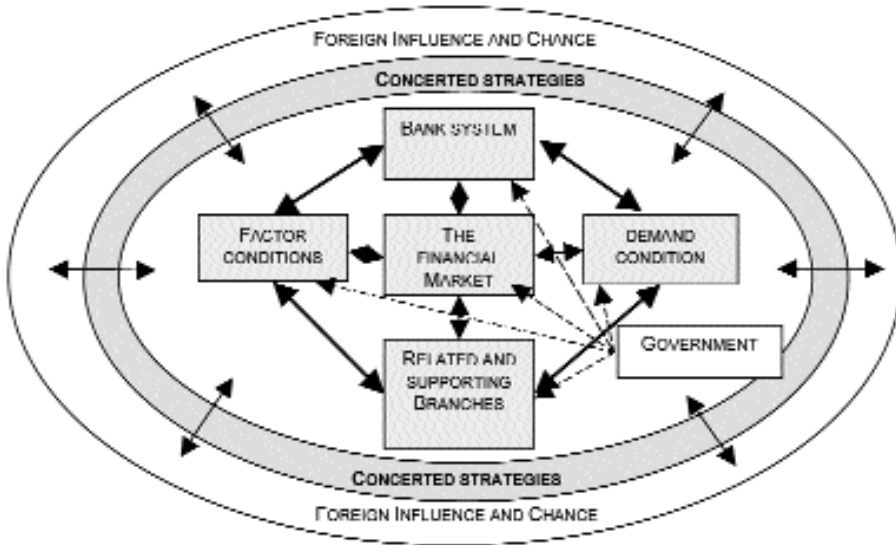 FOREIGN INFLUENCE AND CHANCE
CONCERTED STRATEGIES
BANK SYSTEM
FACTOR
CONDITIONS
THE
FINANCIAL
MARKET
DEMAND
CONDITION
GOVERNMENT
RELATED AND
SUPPORTING
BRANCHES
CONCERTED STRATEGIES
FOREIGN INFLUENCE AND CHANCE